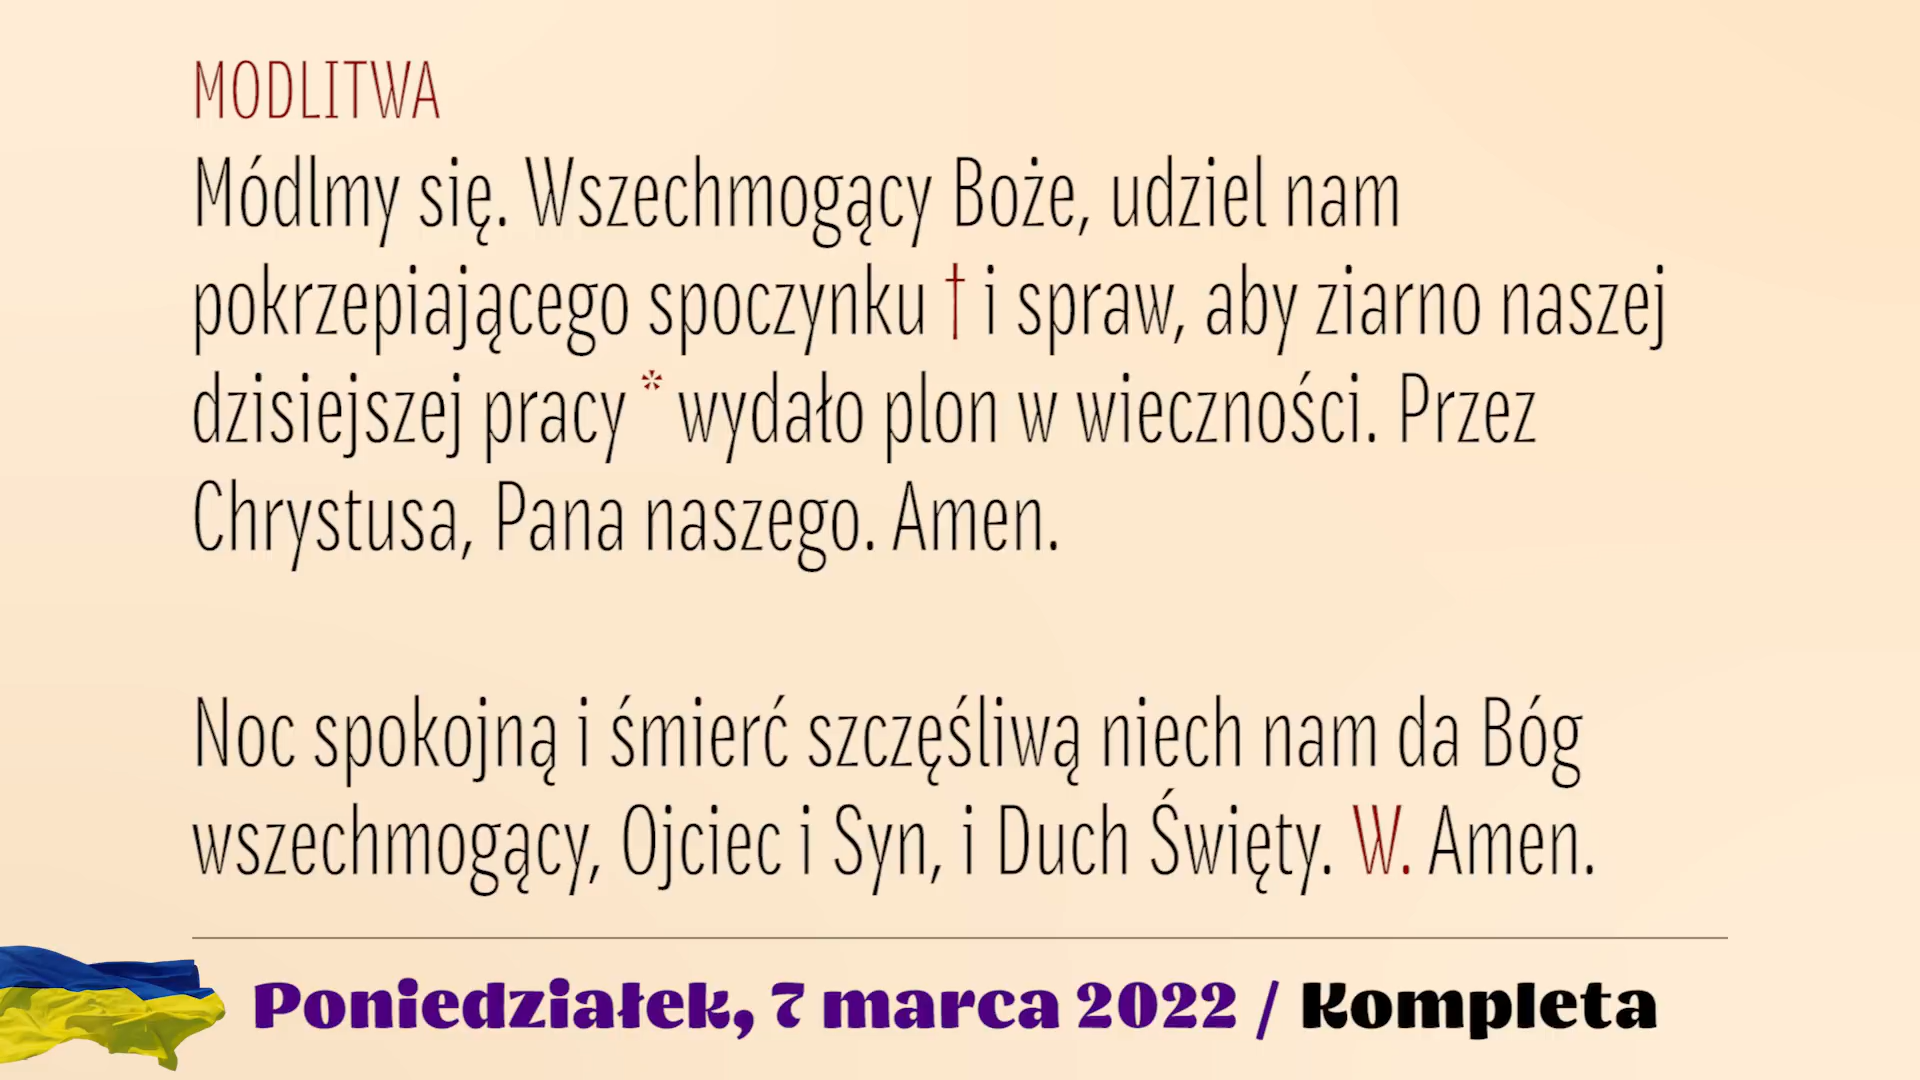 MODLITWA
Módlmy się. Wszechmogący Boże, udziel nam
pokrzepiającego spoczynku † i spraw, aby ziarno naszej
dzisiejszej pracy * wydało plon w wieczności. Przez
Chrystusa, Pana naszego. Amen.
Noc spokojną i śmierć szczęśliwą niech nam da Bóg
wszechmogący, Ojciec i Syn, i Duch Święty. W. Amen.
Poniedziałek, 7 marca 2022 / Kompleta